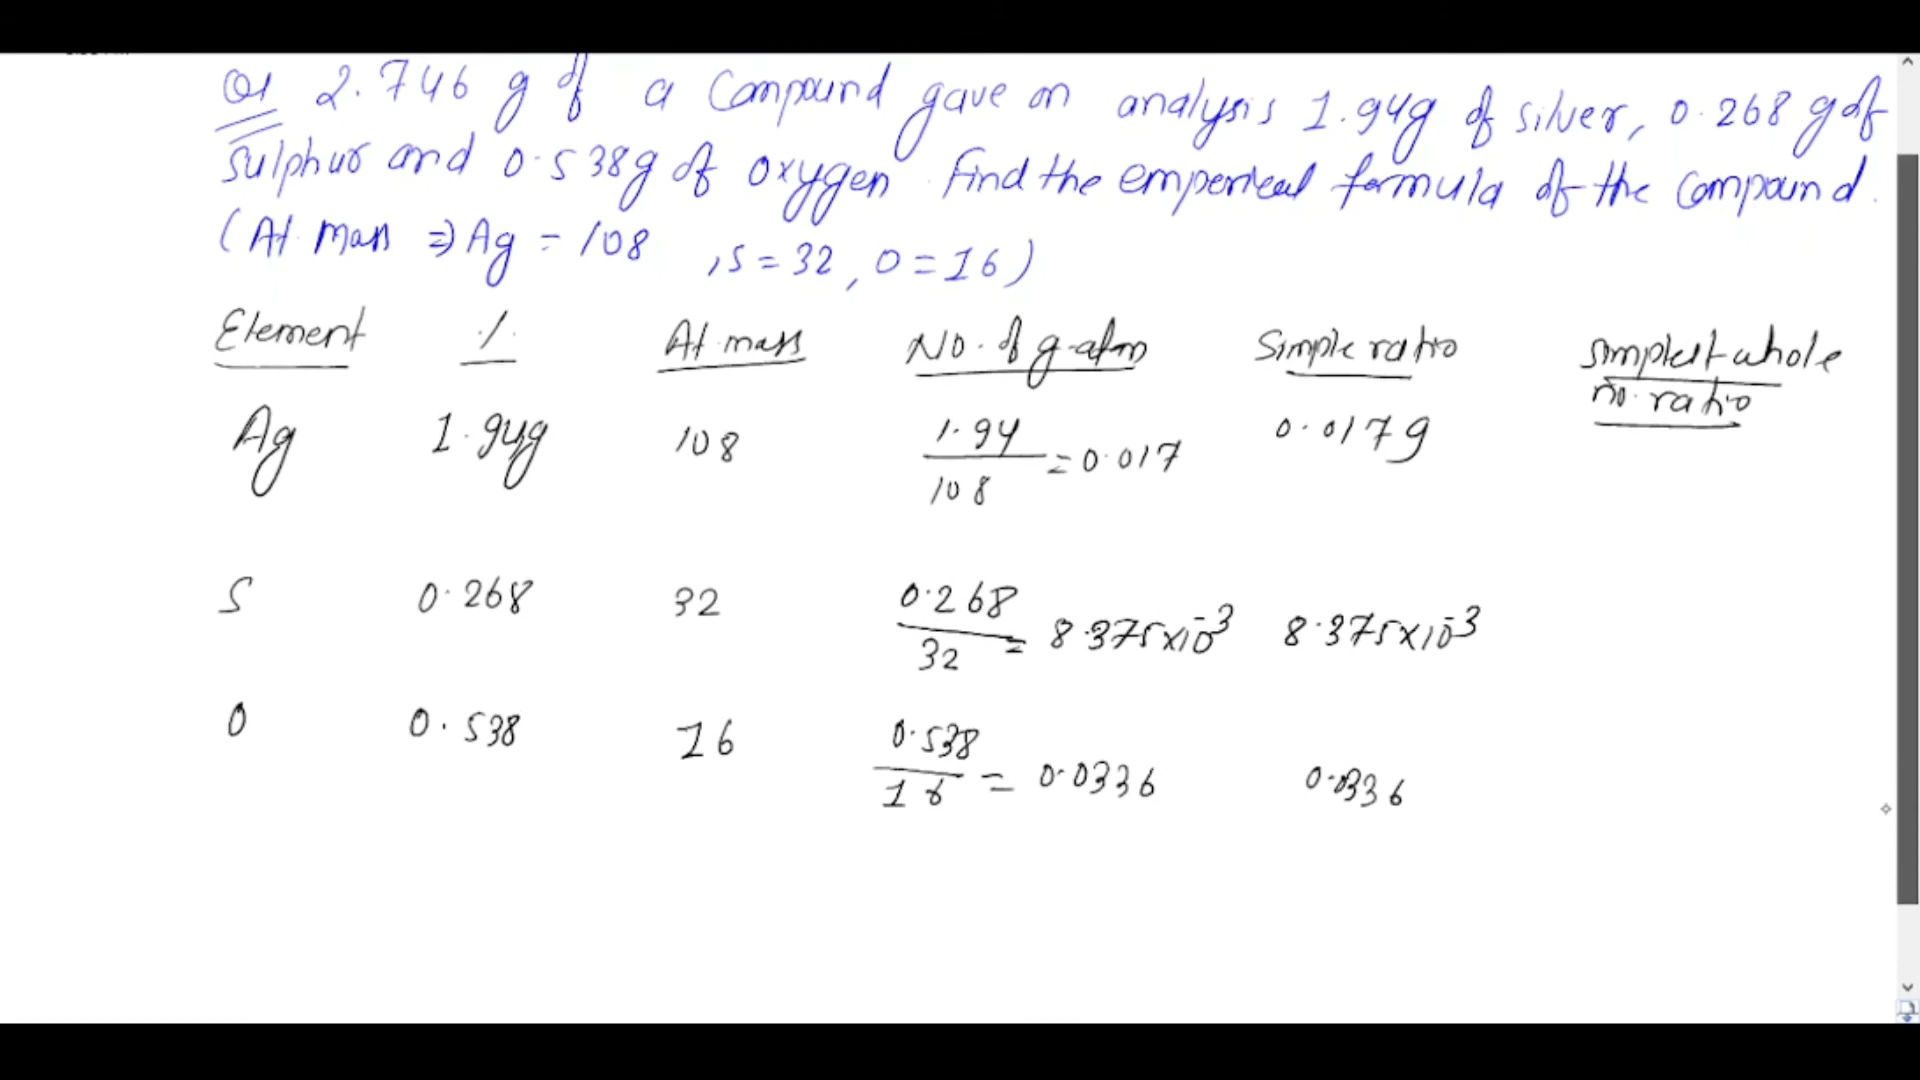 Q1 2.746 g of a Compound gave on analysis 1.94g of silver, 0.268 g of
sulphur and 0.538g of oxygen. Find the emperical formula of the compound.
(At. Mass ⇒ Ag = 108 , S = 32, O = 16)
Element % At. mass No. of g-atom Simple ratio simplest whole
no. ratio
Ag 1.94g 108 1.94/108 = 0.017 0.0179
S 0.268 32 0.268/32 = 8.375x10⁻³ 8.375x10⁻³
O 0.538 16 0.538/16 = 0.0336 0.0336